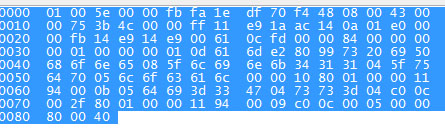 0000 01 00 5e 00 00 fb fa 1e df 70 f4 48 08 00 43 00
0010 00 75 3b 4c 00 00 ff 11 e9 1a ac 14 0a 01 e0 00
0020 00 fb 14 e9 14 e9 00 61 0c fd 00 00 84 00 00 00
0030 00 01 00 00 00 01 0d 61 6d e2 80 99 73 20 69 50
0040 68 6f 6e 65 08 5f 6c 69 6e 6b 34 31 31 04 5f 75
0050 64 70 05 6c 6f 63 61 6c 00 00 10 80 01 00 00 11
0060 94 00 0b 05 64 69 3d 33 47 04 73 73 3d 04 c0 0c
0070 00 2f 80 01 00 00 11 94 00 09 c0 0c 00 05 00 00
0080 80 00 40